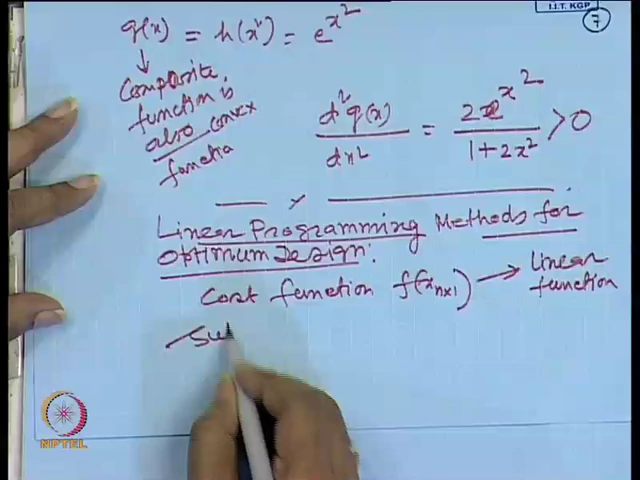 I.I.T. KGP
7
q(x) = h(x²) = e^{x²}
↓
Composite
function is
also convex
function
d²q(x)/dx² = 2e^{x²}/(1+2x²) > 0
— x —
Linear Programming Methods for
Optimum Design:
Cost function f(x_{n×1}) → Linear
function
Su
NPTEL